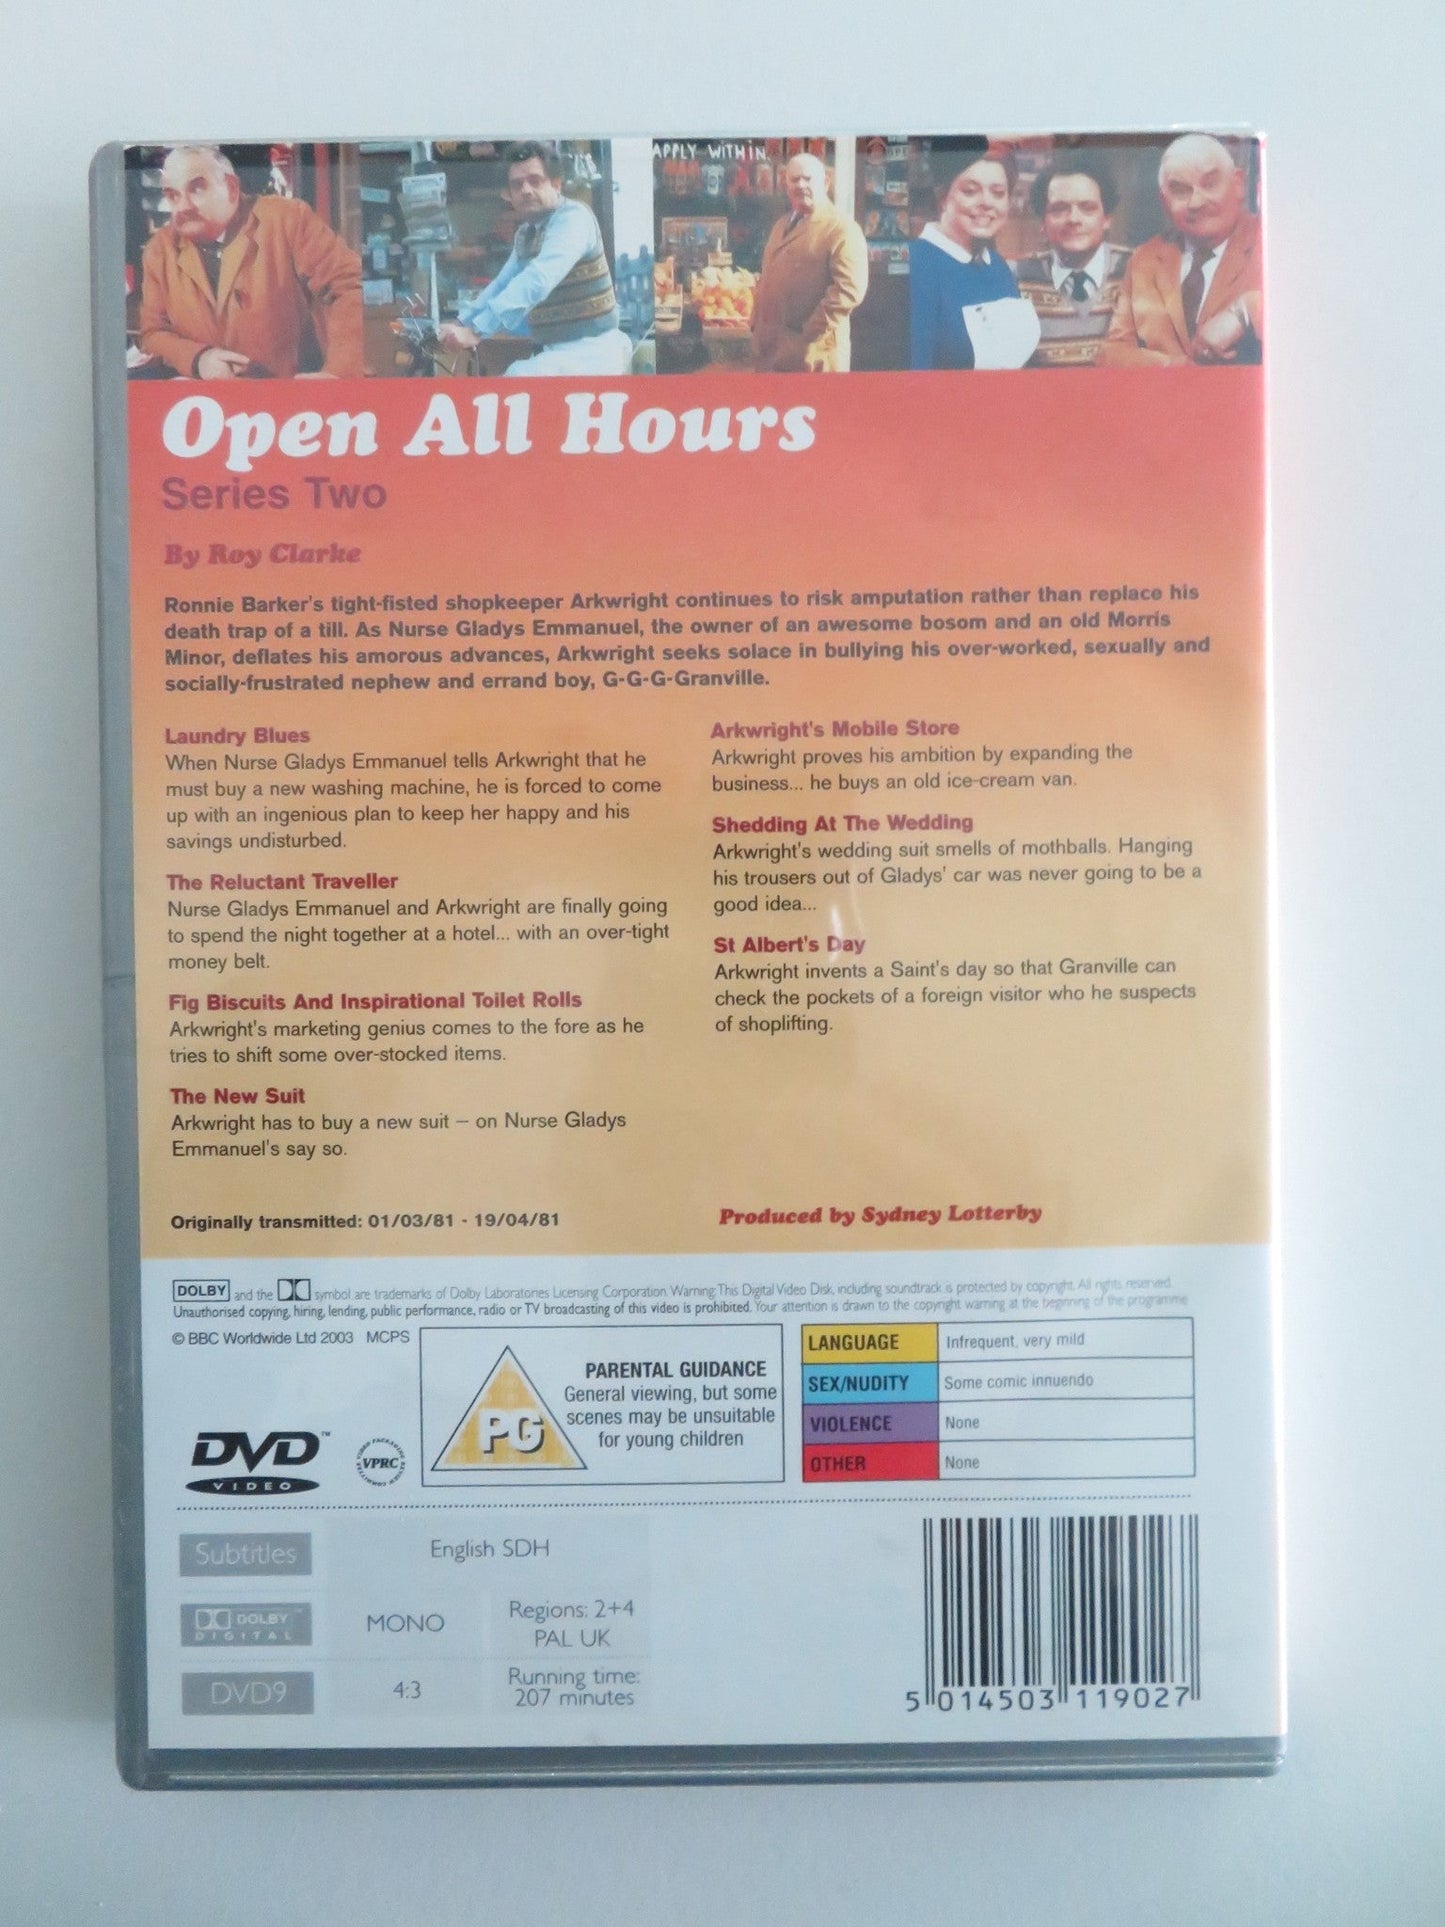 APPLY WITHIN
Open All Hours
Series Two
By Roy Clarke
Ronnie Barker's tight-fisted shopkeeper Arkwright continues to risk amputation rather than replace his
death trap of a till. As Nurse Gladys Emmanuel, the owner of an awesome bosom and an old Morris
Minor, deflates his amorous advances, Arkwright seeks solace in bullying his over-worked, sexually and
socially-frustrated nephew and errand boy, G-G-G-Granville.
Laundry Blues
When Nurse Gladys Emmanuel tells Arkwright that he
must buy a new washing machine, he is forced to come
up with an ingenious plan to keep her happy and his
savings undisturbed.
The Reluctant Traveller
Nurse Gladys Emmanuel and Arkwright are finally going
to spend the night together at a hotel... with an over-tight
money belt.
Fig Biscuits And Inspirational Toilet Rolls
Arkwright's marketing genius comes to the fore as he
tries to shift some over-stocked items.
The New Suit
Arkwright has to buy a new suit – on Nurse Gladys
Emmanuel's say so.
Arkwright's Mobile Store
Arkwright proves his ambition by expanding the
business... he buys an old ice-cream van.
Shedding At The Wedding
Arkwright's wedding suit smells of mothballs. Hanging
his trousers out of Gladys' car was never going to be a
good idea...
St Albert's Day
Arkwright invents a Saint's day so that Granville can
check the pockets of a foreign visitor who he suspects
of shoplifting.
Originally transmitted: 01/03/81 - 19/04/81
Produced by Sydney Lotterby
DOLBY and the symbol are trademarks of Dolby Laboratories Licensing Corporation. Warning: This Digital Video Disk, including soundtrack is protected by copyright. All rights reserved.
Unauthorised copying, hiring, lending, public performance, radio or TV broadcasting of this video is prohibited. Your attention is drawn to the copyright warning at the beginning of the programme
© BBC Worldwide Ltd 2003 MCPS
DVD™
VIDEO
VIDEO PACKAGING REVIEW COMMITTEE
VPRC
PG
PARENTAL GUIDANCE
General viewing, but some
scenes may be unsuitable
for young children
LANGUAGE Infrequent, very mild
SEX/NUDITY Some comic innuendo
VIOLENCE None
OTHER None
Subtitles English SDH
DOLBY
DIGITAL
MONO
Regions: 2+4
PAL UK
DVD9
4:3
Running time:
207 minutes
5 014503 119027